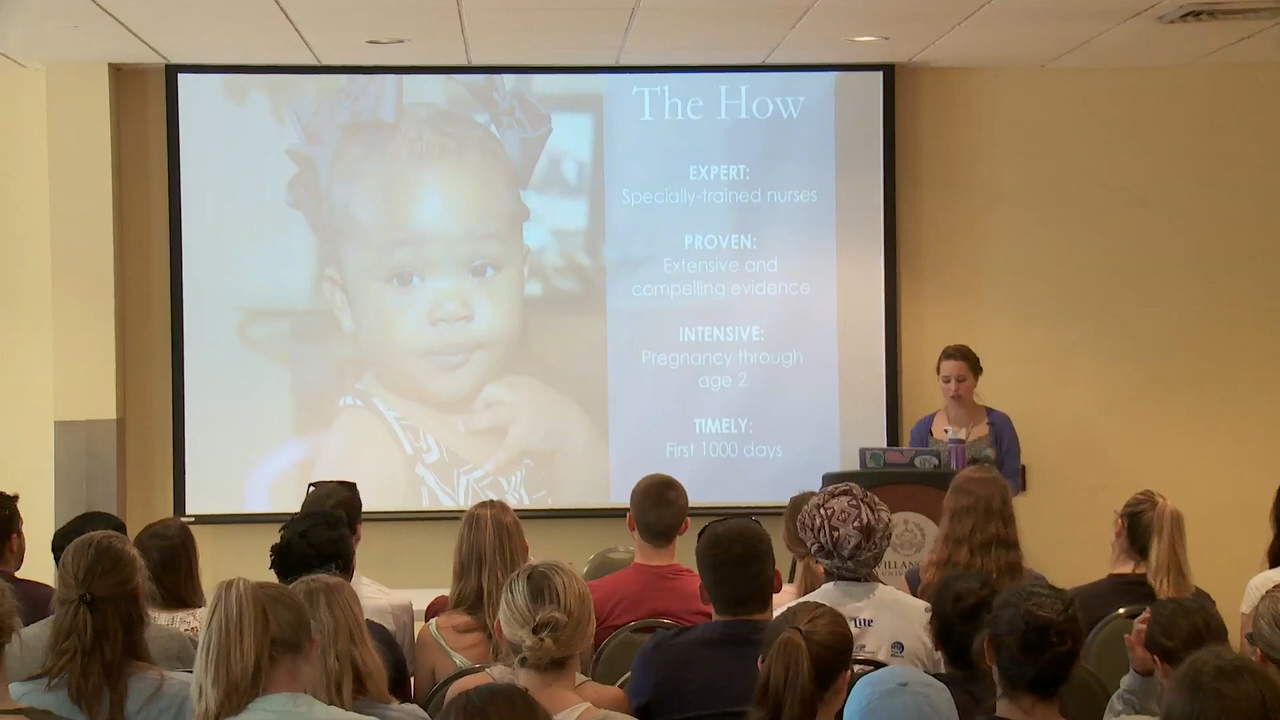 The How
EXPERT:
Specially-trained nurses
PROVEN:
Extensive and
compelling evidence
INTENSIVE:
Pregnancy through
age 2
TIMELY:
First 1000 days
Lite